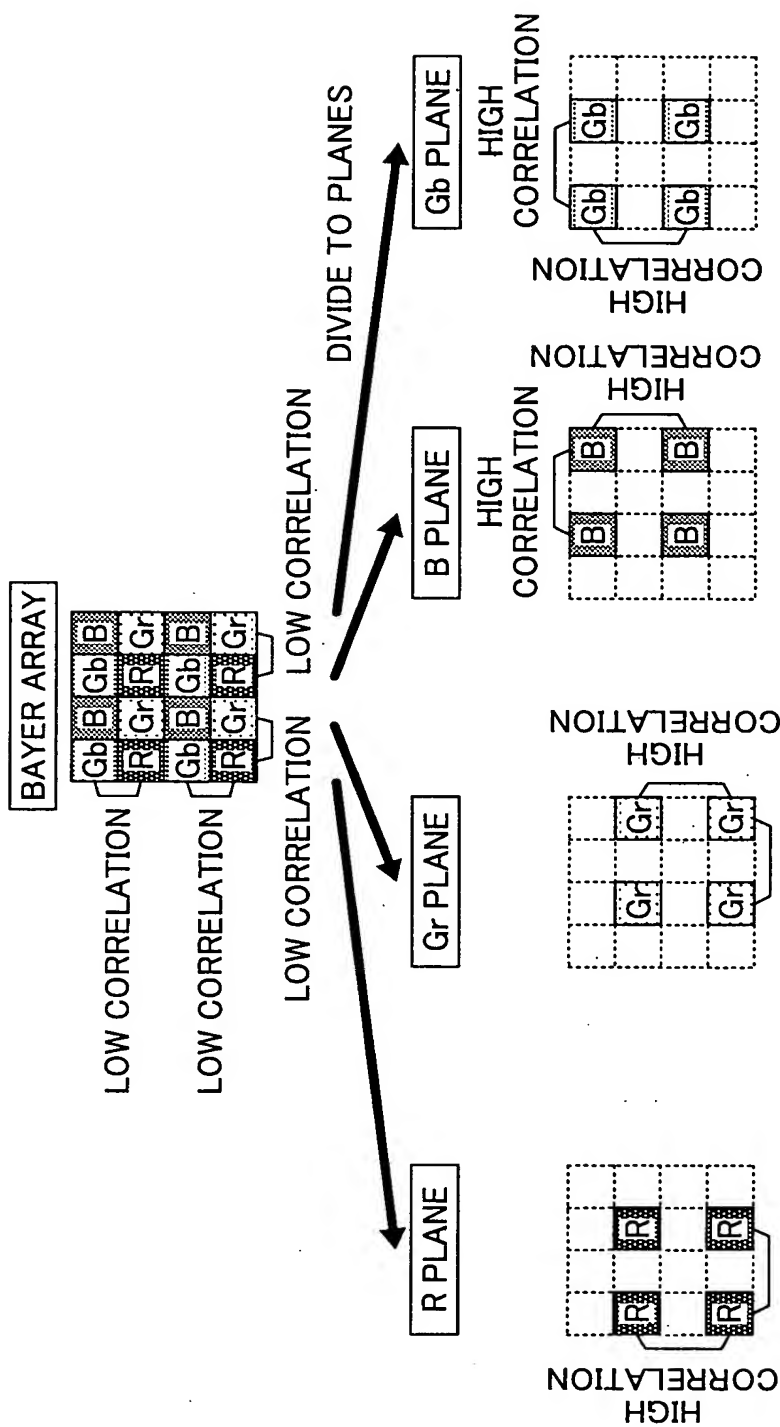 BAYER ARRAY
Gb B Gb B
R Gr R Gr
Gb B Gb B
R Gr R Gr
LOW CORRELATION
LOW CORRELATION
LOW CORRELATION
LOW CORRELATION
DIVIDE TO PLANES
R PLANE
HIGH
CORRELATION
R R
R R
Gr PLANE
Gr Gr
Gr Gr
HIGH
CORRELATION
B PLANE
HIGH
CORRELATION
B B
B B
HIGH
CORRELATION
Gb PLANE
HIGH
CORRELATION
HIGH
CORRELATION
Gb Gb
Gb Gb